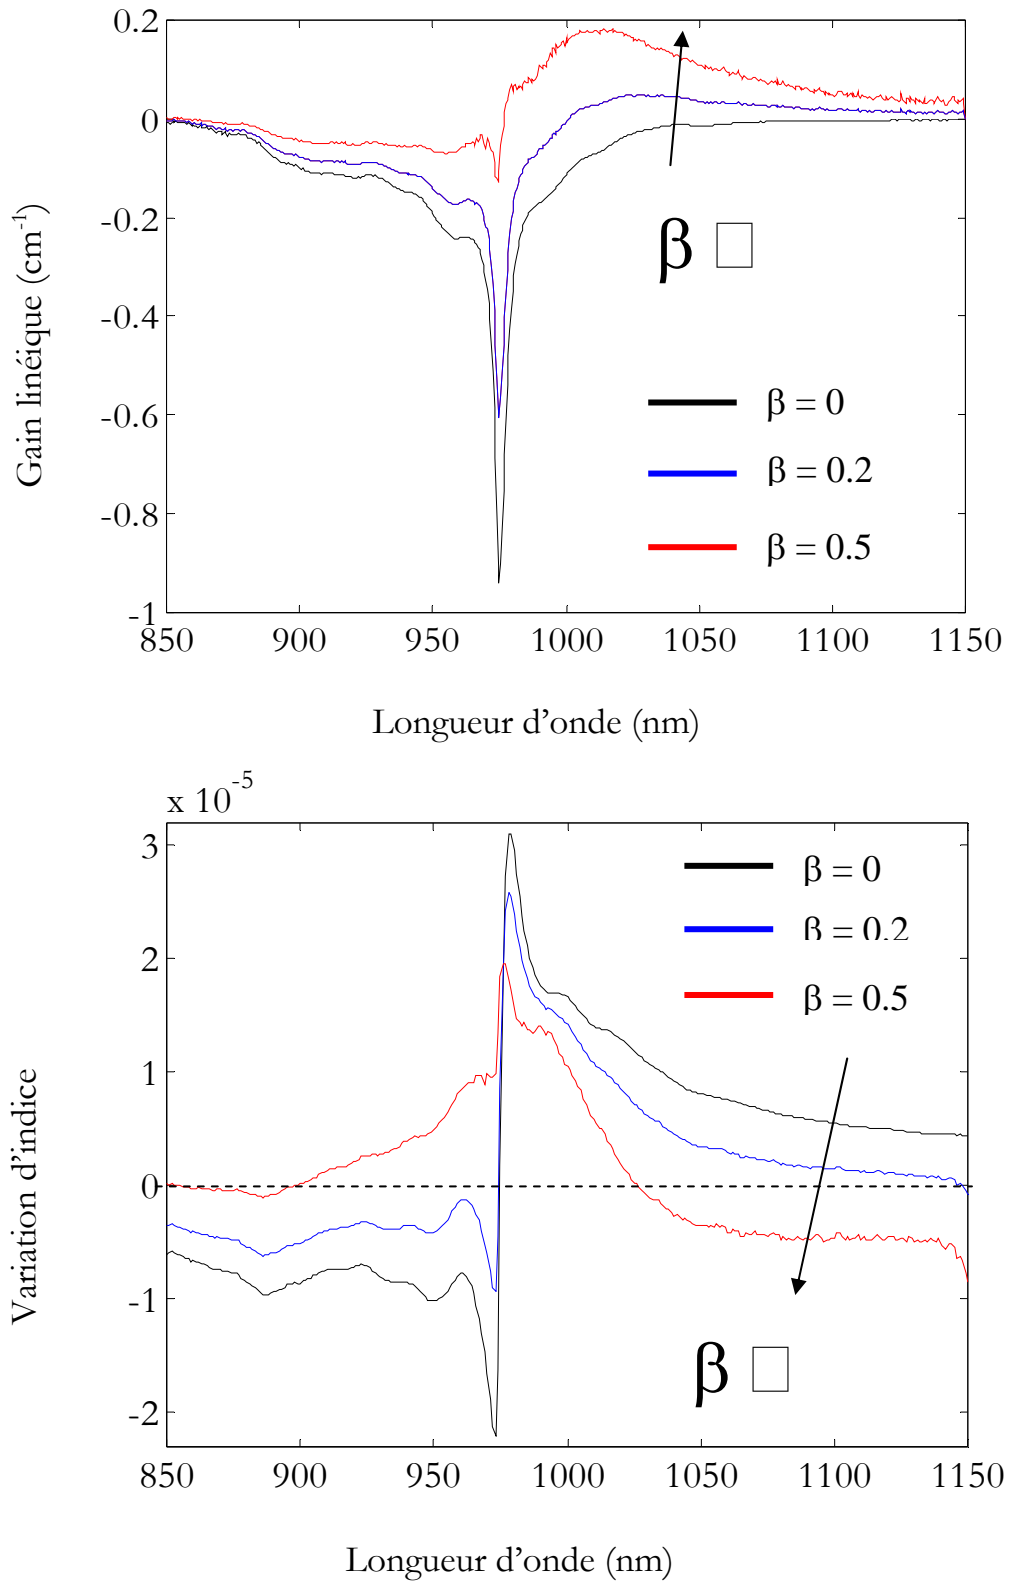 0.2
0
-0.2
-0.4
-0.6
-0.8
-1
Gain linéique (cm-1)
β □
β = 0
β = 0.2
β = 0.5
850 900 950 1000 1050 1100 1150
Longueur d'onde (nm)
x 10-5
3
2
1
0
-1
-2
Variation d'indice
β = 0
β = 0.2
β = 0.5
β □
850 900 950 1000 1050 1100 1150
Longueur d'onde (nm)